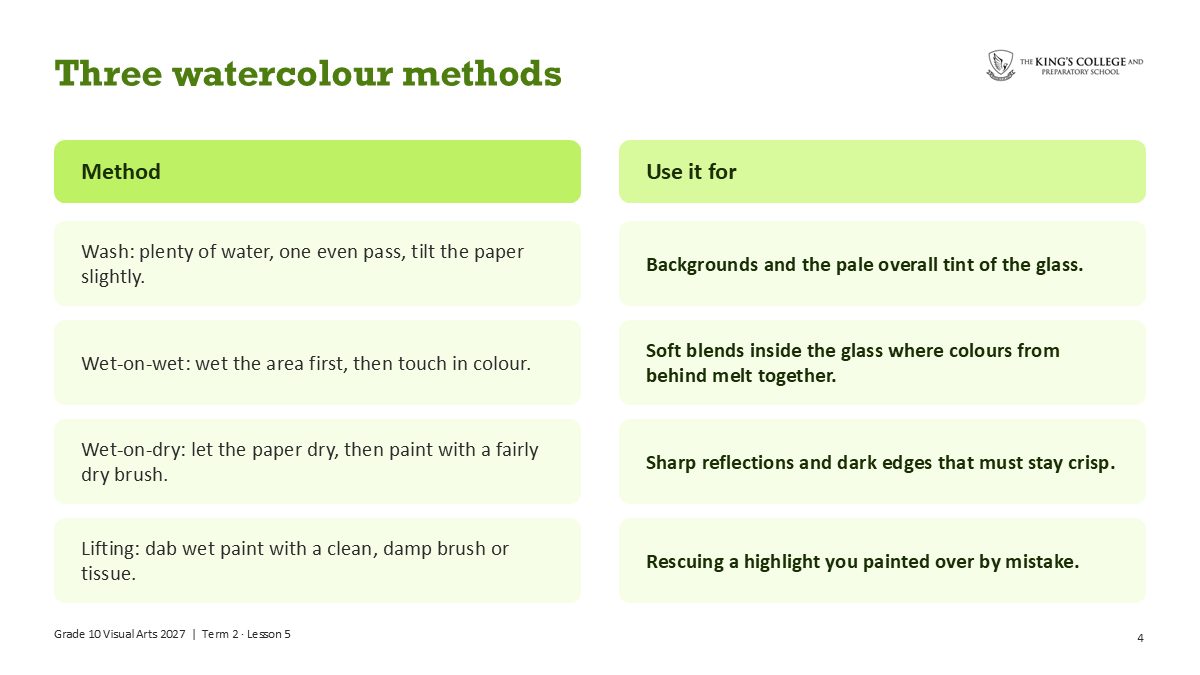 Three watercolour methods
THE KING'S COLLEGE AND
PREPARATORY SCHOOL
Method
Use it for
Wash: plenty of water, one even pass, tilt the paper
slightly.
Backgrounds and the pale overall tint of the glass.
Wet-on-wet: wet the area first, then touch in colour.
Soft blends inside the glass where colours from
behind melt together.
Wet-on-dry: let the paper dry, then paint with a fairly
dry brush.
Sharp reflections and dark edges that must stay crisp.
Lifting: dab wet paint with a clean, damp brush or
tissue.
Rescuing a highlight you painted over by mistake.
Grade 10 Visual Arts 2027 | Term 2 · Lesson 5
4